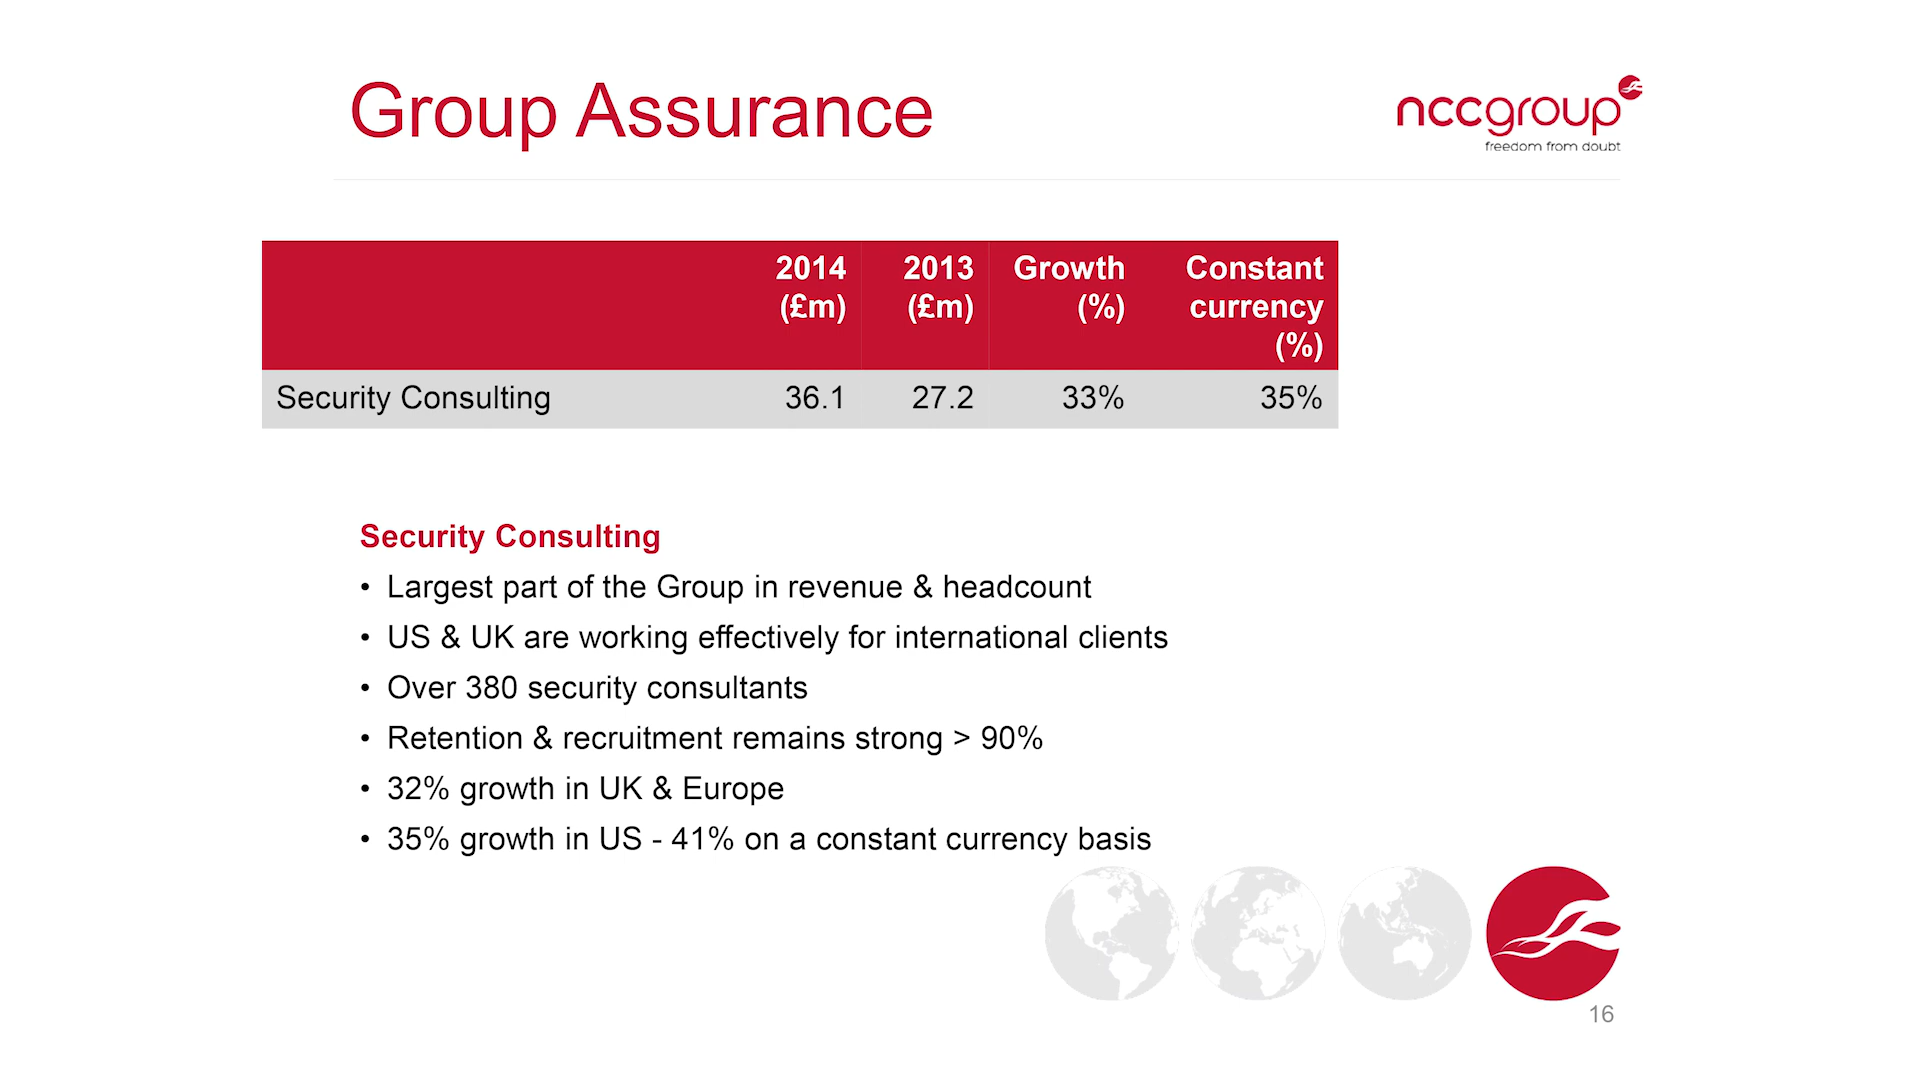 Group Assurance
nccgroup
freedom from doubt
2014 (£m) 2013 (£m) Growth (%) Constant currency (%)
Security Consulting 36.1 27.2 33% 35%
Security Consulting
• Largest part of the Group in revenue & headcount
• US & UK are working effectively for international clients
• Over 380 security consultants
• Retention & recruitment remains strong > 90%
• 32% growth in UK & Europe
• 35% growth in US - 41% on a constant currency basis
16